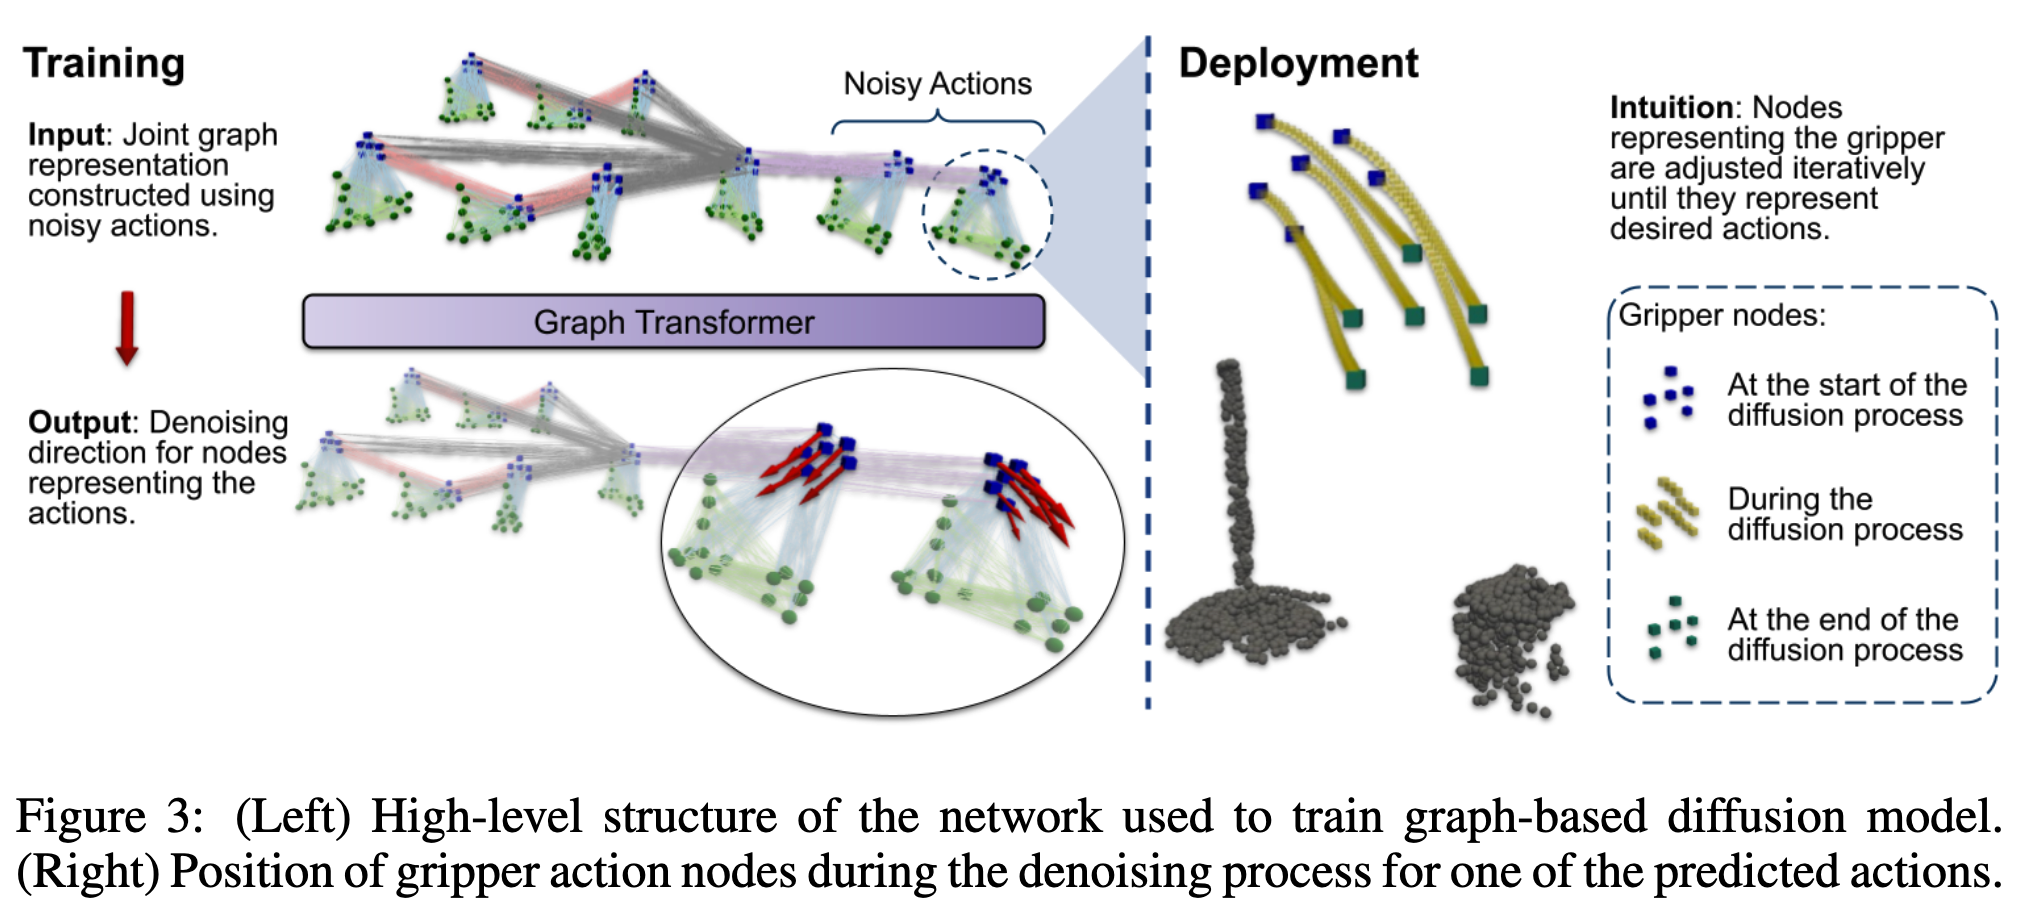 Training
Input: Joint graph
representation
constructed using
noisy actions.
Noisy Actions
Graph Transformer
Output: Denoising
direction for nodes
representing the
actions.
Deployment
Intuition: Nodes
representing the gripper
are adjusted iteratively
until they represent
desired actions.
Gripper nodes:
At the start of the
diffusion process
During the
diffusion process
At the end of the
diffusion process
Figure 3: (Left) High-level structure of the network used to train graph-based diffusion model.
(Right) Position of gripper action nodes during the denoising process for one of the predicted actions.